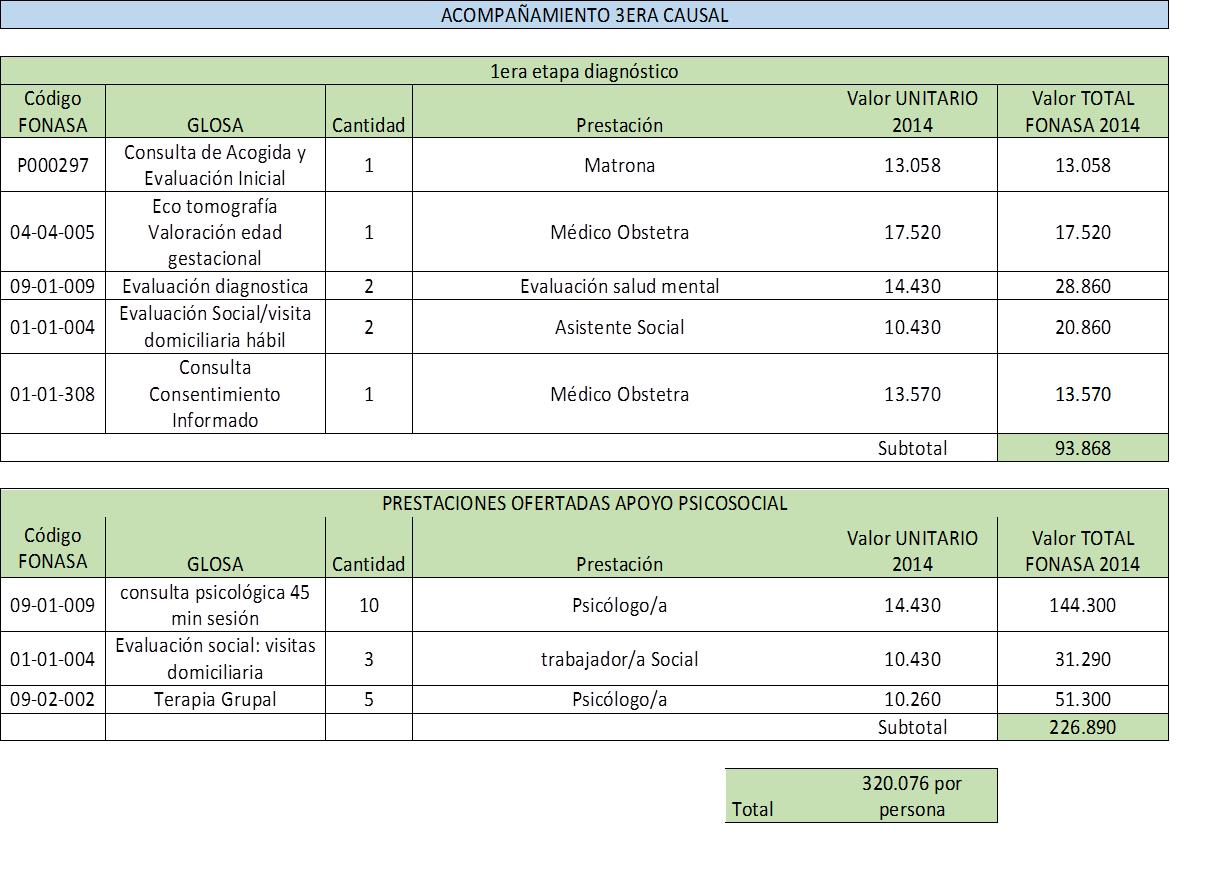 ACOMPAÑAMIENTO 3ERA CAUSAL
1era etapa diagnóstico
Código FONASA GLOSA Cantidad Prestación Valor UNITARIO 2014 Valor TOTAL FONASA 2014
P000297 Consulta de Acogida y Evaluación Inicial 1 Matrona 13.058 13.058
04-04-005 Eco tomografía Valoración edad gestacional 1 Médico Obstetra 17.520 17.520
09-01-009 Evaluación diagnostica 2 Evaluación salud mental 14.430 28.860
01-01-004 Evaluación Social/visita domiciliaria hábil 2 Asistente Social 10.430 20.860
01-01-308 Consulta Consentimiento Informado 1 Médico Obstetra 13.570 13.570
Subtotal 93.868
PRESTACIONES OFERTADAS APOYO PSICOSOCIAL
Código FONASA GLOSA Cantidad Prestación Valor UNITARIO 2014 Valor TOTAL FONASA 2014
09-01-009 consulta psicológica 45 min sesión 10 Psicólogo/a 14.430 144.300
01-01-004 Evaluación social: visitas domiciliaria 3 trabajador/a Social 10.430 31.290
09-02-002 Terapia Grupal 5 Psicólogo/a 10.260 51.300
Subtotal 226.890
Total 320.076 por persona